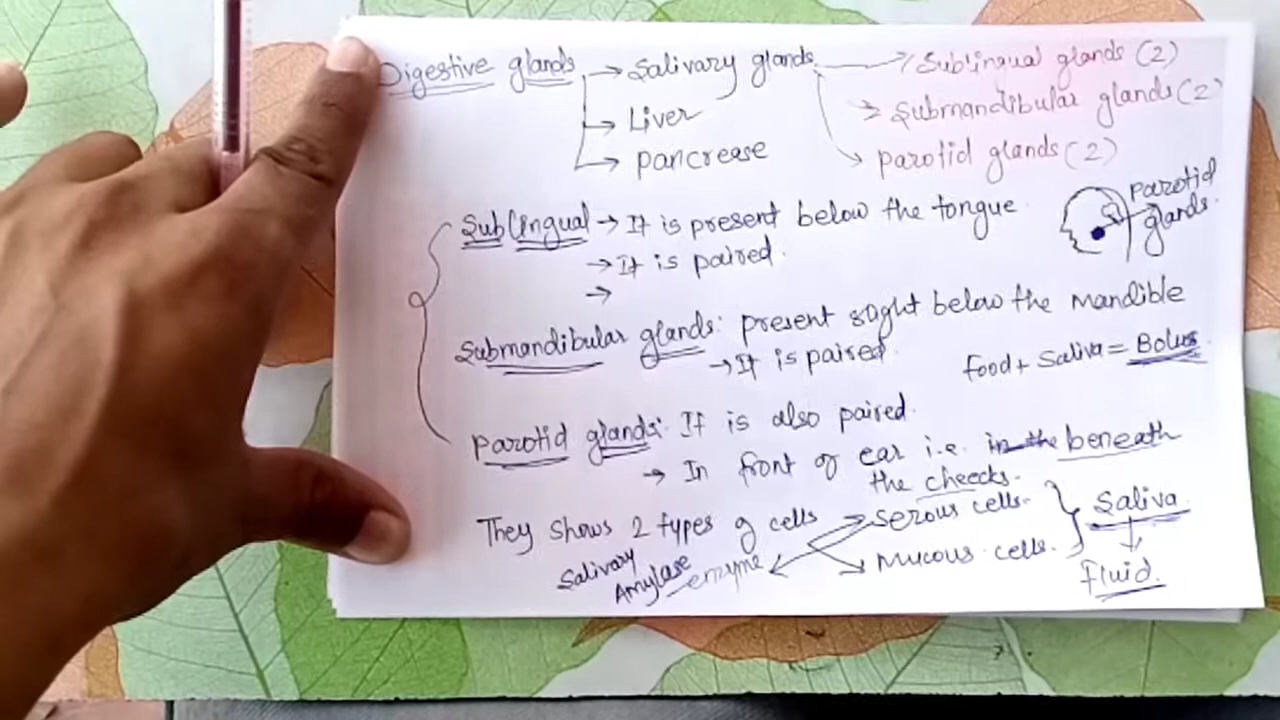 Digestive glands → Salivary glands → Sublingual glands (2)
→ Liver → Submandibular glands (2)
→ pancrease → parotid glands (2)
Sublingual → It is present below the tongue
→ It is paired.
→
parotid glands.
Submandibular glands: present right below the Mandible
→ It is paired.
food + Saliva = Bolus
parotid glands: It is also paired.
→ In front of ear i.e. in the beneath
the cheecks.
They shows 2 types of cells → Serous cells.
→ Mucous cells.
Salivary
Amylase enzyme
Saliva
↓
fluid.